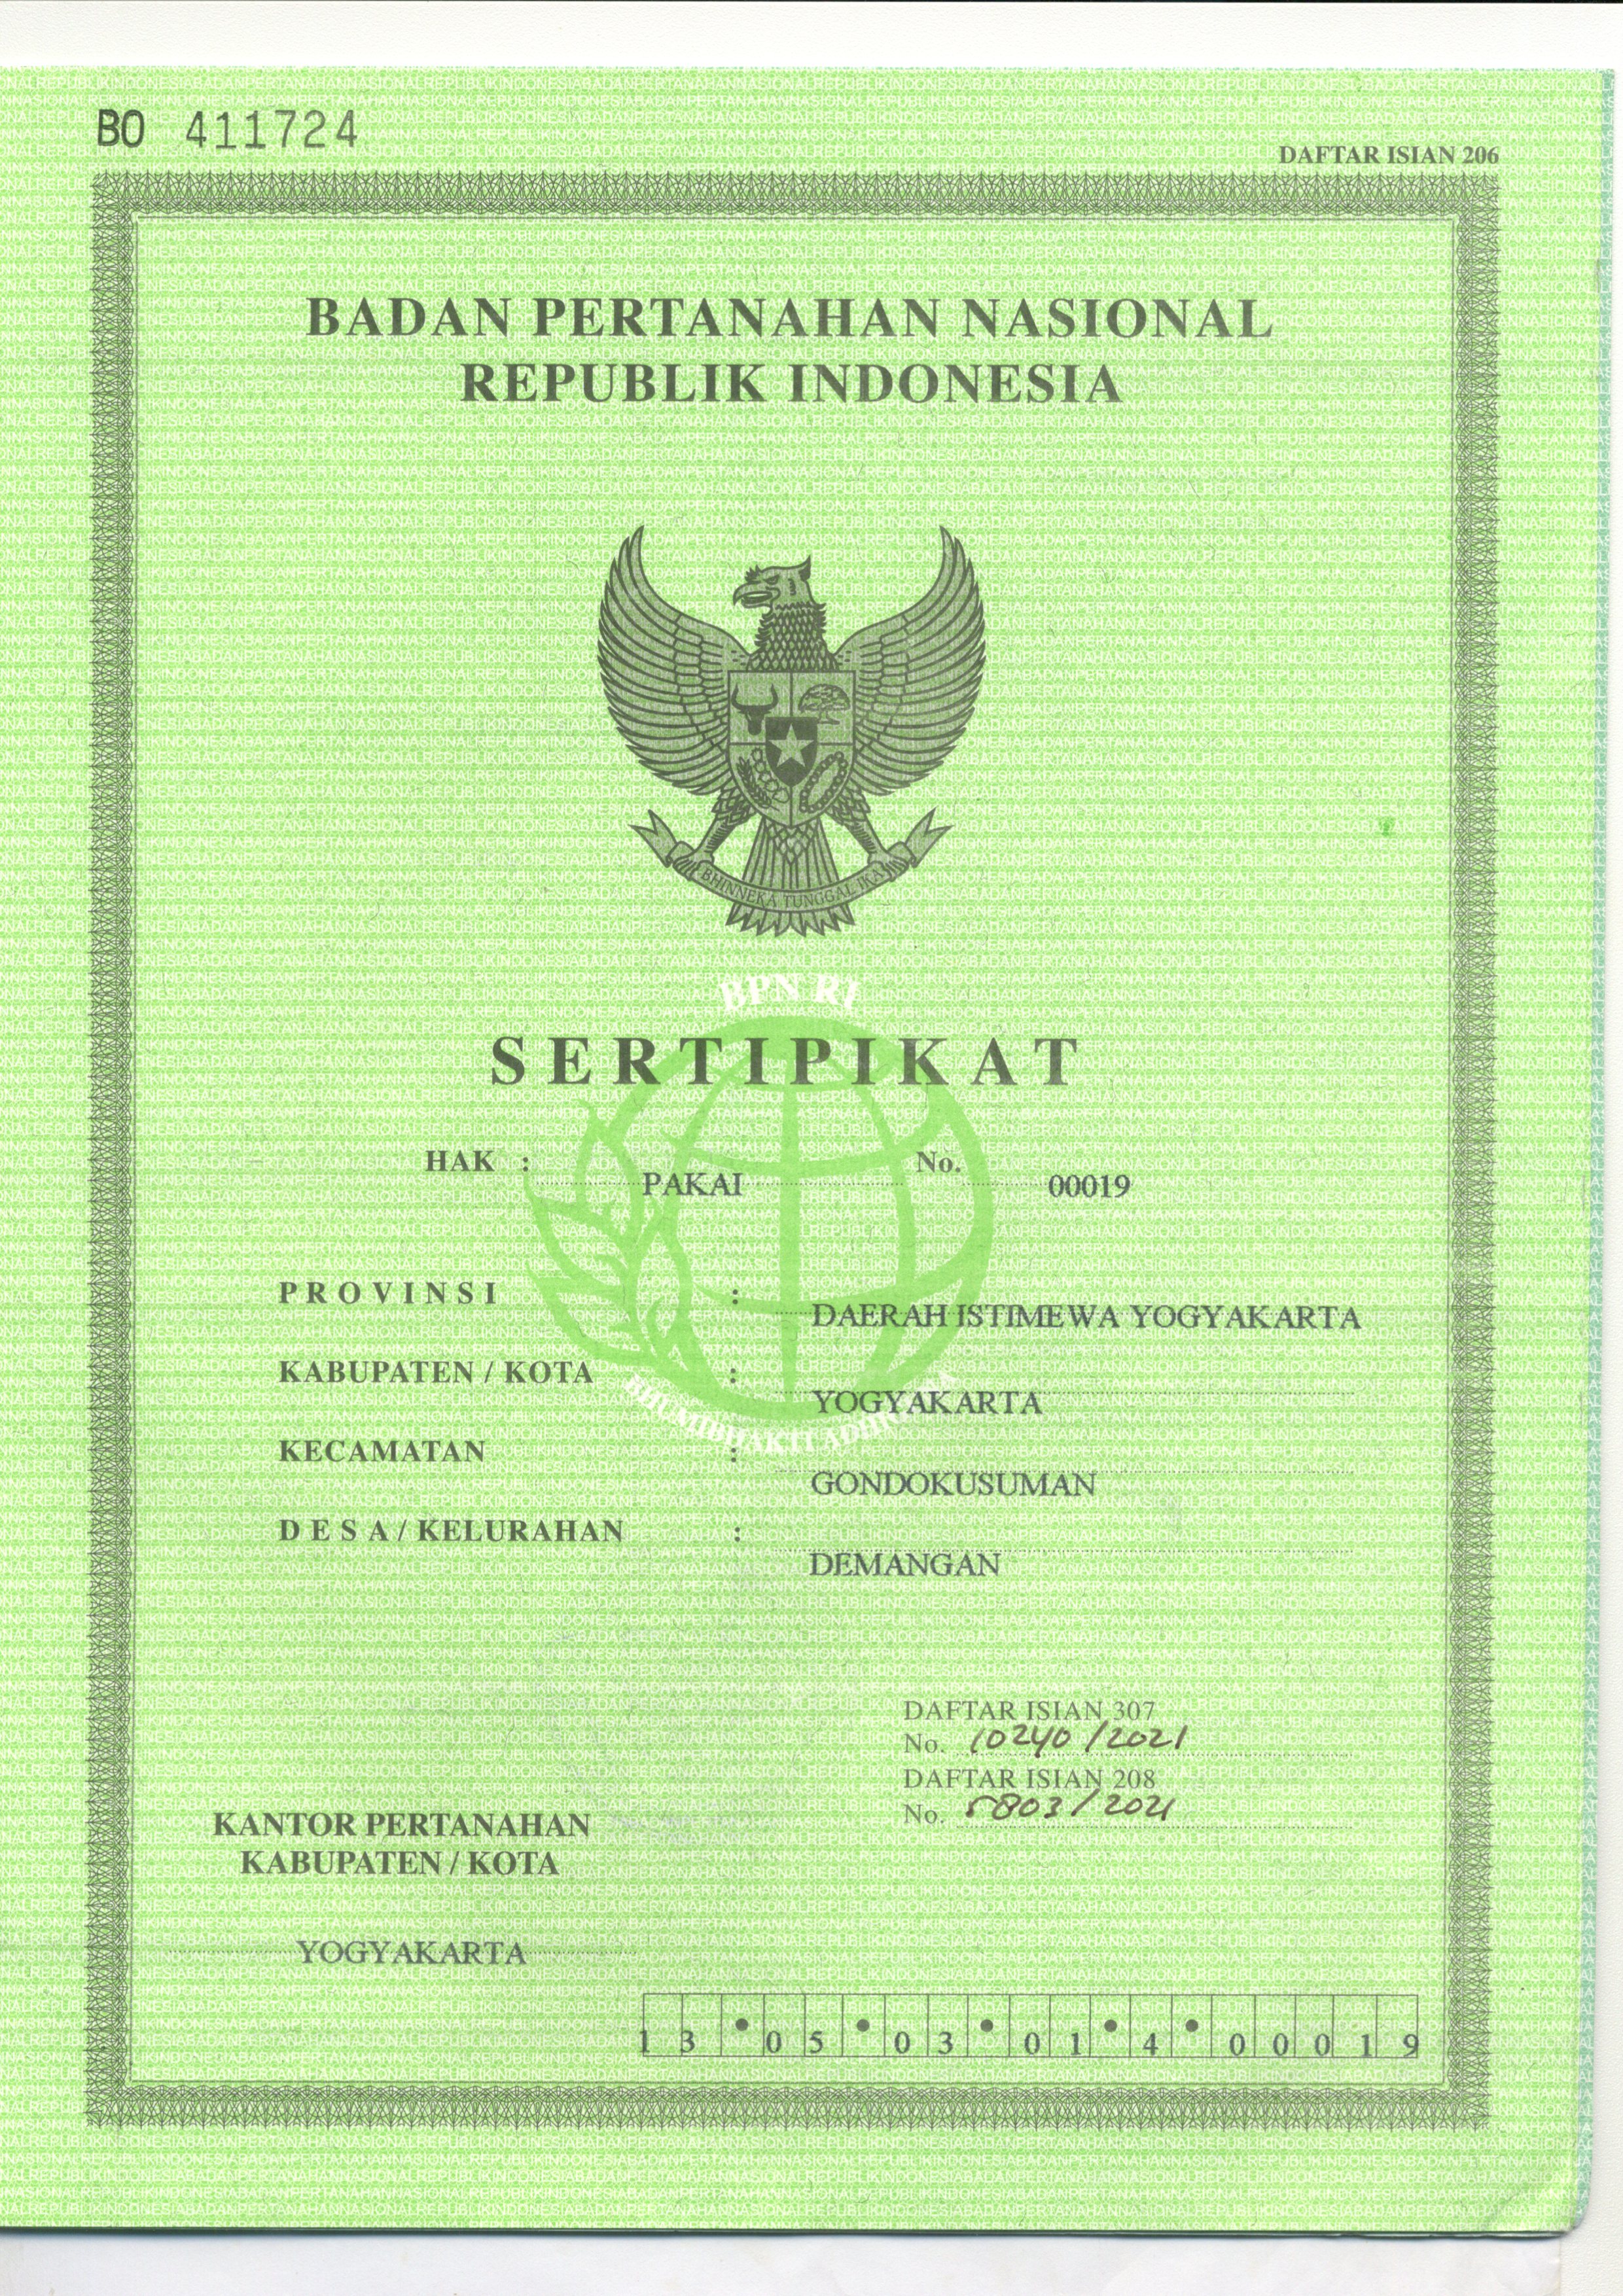 BO 411724
DAFTAR ISIAN 206
BADAN PERTANAHAN NASIONAL
REPUBLIK INDONESIA
BHINNEKA TUNGGAL IKA
BPN RI
SERTIPIKAT
HAK : PAKAI No. 00019
PROVINSI : DAERAH ISTIMEWA YOGYAKARTA
KABUPATEN / KOTA : YOGYAKARTA
BHUMIBHAKTI
KECAMATAN : GONDOKUSUMAN
DESA / KELURAHAN : DEMANGAN
DAFTAR ISIAN 307
No. 10240 /2021
DAFTAR ISIAN 208
No. 5803 / 2021
KANTOR PERTANAHAN
KABUPATEN / KOTA
YOGYAKARTA
1 3 • 0 5 • 0 3 • 0 1 • 4 • 0 0 0 1 9